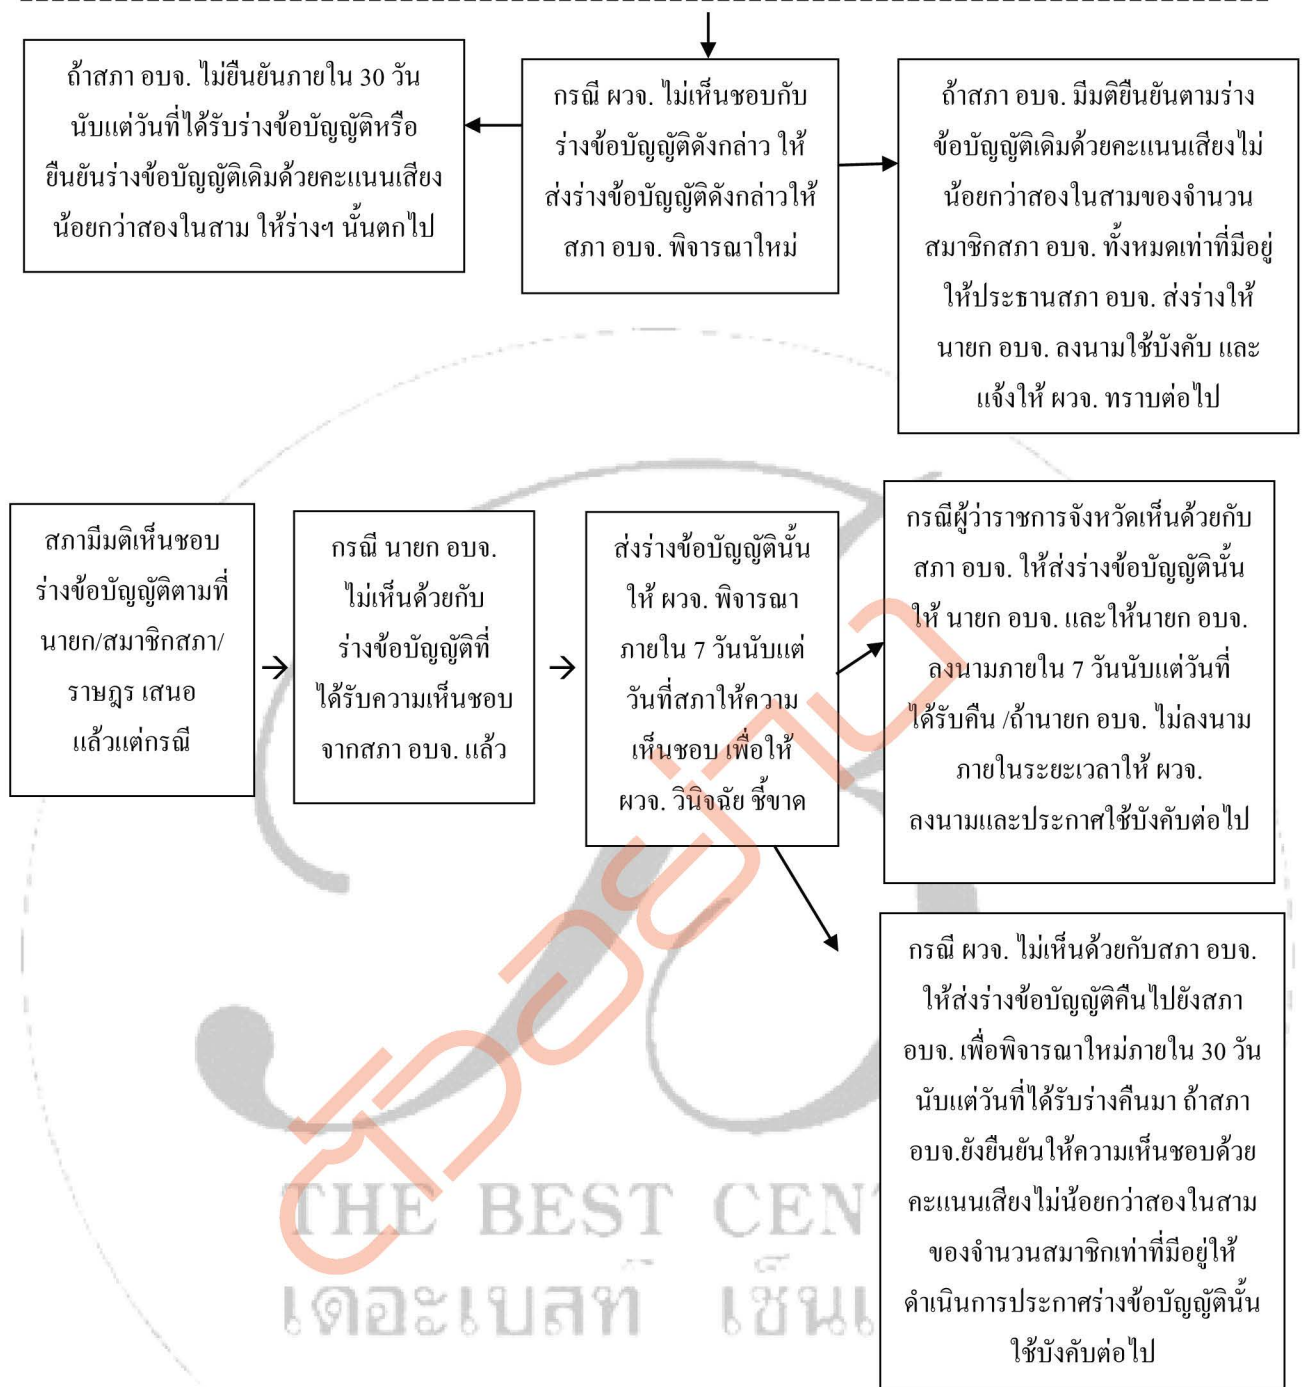 ถ้าสภา อบจ. ไม่ยืนยันภายใน 30 วัน
นับแต่วันที่ได้รับร่างข้อบัญญัติหรือ
ยืนยันร่างข้อบัญญัติเดิมด้วยคะแนนเสียง
น้อยกว่าสองในสาม ให้ร่างฯ นั้นตกไป
กรณี ผวจ. ไม่เห็นชอบกับ
ร่างข้อบัญญัติดังกล่าว ให้
ส่งร่างข้อบัญญัติดังกล่าวให้
สภา อบจ. พิจารณาใหม่
ถ้าสภา อบจ. มีมติยืนยันตามร่าง
ข้อบัญญัติเดิมด้วยคะแนนเสียงไม่
น้อยกว่าสองในสามของจำนวน
สมาชิกสภา อบจ. ทั้งหมดเท่าที่มีอยู่
ให้ประธานสภา อบจ. ส่งร่างให้
นายก อบจ. ลงนามใช้บังคับ และ
แจ้งให้ ผวจ. ทราบต่อไป
สภามีมติเห็นชอบ
ร่างข้อบัญญัติตามที่
นายก/สมาชิกสภา/
ราษฎร เสนอ
แล้วแต่กรณี
กรณี นายก อบจ.
ไม่เห็นด้วยกับ
ร่างข้อบัญญัติที่
ได้รับความเห็นชอบ
จากสภา อบจ. แล้ว
ส่งร่างข้อบัญญัตินั้น
ให้ ผวจ. พิจารณา
ภายใน 7 วันนับแต่
วันที่สภาให้ความ
เห็นชอบ เพื่อให้
ผวจ. วินิจฉัย ชี้ขาด
กรณีผู้ว่าราชการจังหวัดเห็นด้วยกับ
สภา อบจ. ให้ส่งร่างข้อบัญญัตินั้น
ให้ นายก อบจ. และให้นายก อบจ.
ลงนามภายใน 7 วันนับแต่วันที่
ได้รับคืน /ถ้านายก อบจ. ไม่ลงนาม
ภายในระยะเวลาให้ ผวจ.
ลงนามและประกาศใช้บังคับต่อไป
กรณี ผวจ. ไม่เห็นด้วยกับสภา อบจ.
ให้ส่งร่างข้อบัญญัติคืนไปยังสภา
อบจ. เพื่อพิจารณาใหม่ภายใน 30 วัน
นับแต่วันที่ได้รับร่างคืนมา ถ้าสภา
อบจ.ยังยืนยันให้ความเห็นชอบด้วย
คะแนนเสียงไม่น้อยกว่าสองในสาม
ของจำนวนสมาชิกเท่าที่มีอยู่ให้
ดำเนินการประกาศร่างข้อบัญญัตินั้น
ใช้บังคับต่อไป
ตัวอย่าง
THE BEST CEN
เดอะเบสท์ เซ็น